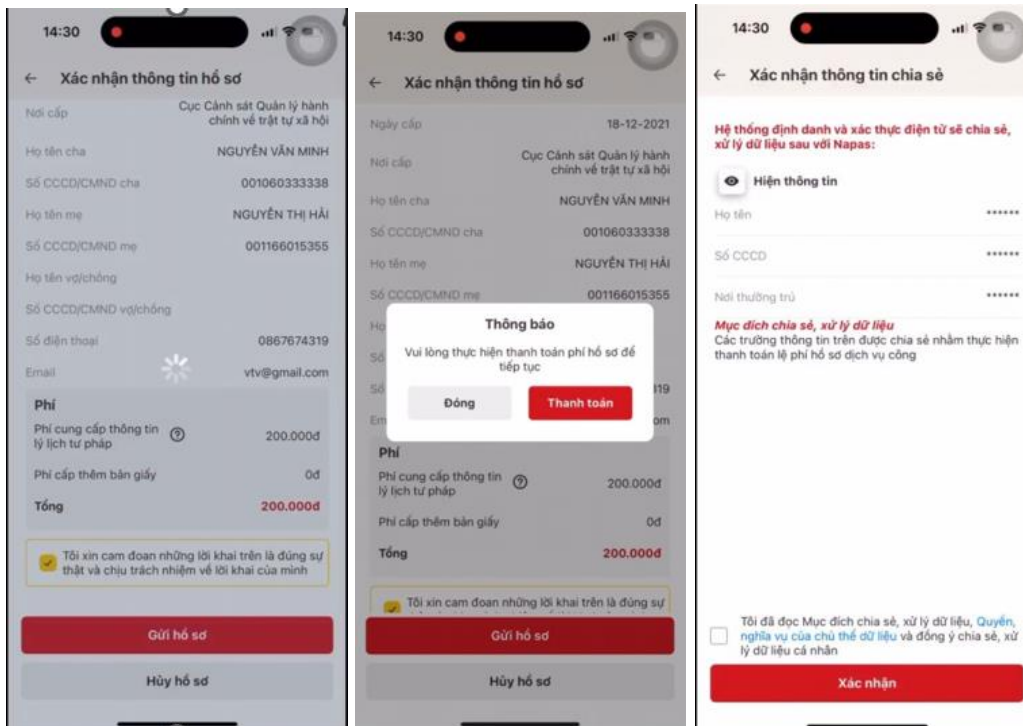 14:30
Xác nhận thông tin hồ sơ
Nơi cấp
Cục Cảnh sát Quản lý hành
chính về trật tự xã hội
Họ tên cha
NGUYỄN VĂN MINH
Số CCCD/CMND cha
001060333338
Họ tên mẹ
NGUYỄN THỊ HẢI
Số CCCD/CMND mẹ
001166015355
Họ tên vợ/chồng
Số CCCD/CMND vợ/chồng
Số điện thoại
0867674319
Email
vtv@gmail.com
Phí
Phí cung cấp thông tin
lý lịch tư pháp
200.000đ
Phí cấp thêm bản giấy
0đ
Tổng
200.000đ
Tôi xin cam đoan những lời khai trên là đúng sự
thật và chịu trách nhiệm về lời khai của mình
Gửi hồ sơ
Hủy hồ sơ
14:30
Xác nhận thông tin hồ sơ
Ngày cấp
18-12-2021
Nơi cấp
Cục Cảnh sát Quản lý hành
chính về trật tự xã hội
Họ tên cha
NGUYỄN VĂN MINH
Số CCCD/CMND cha
001060333338
Họ tên mẹ
NGUYỄN THỊ HẢI
Số CCCD/CMND mẹ
001166015355
Họ
Số
Số
319
Em
om
Thông báo
Vui lòng thực hiện thanh toán phí hồ sơ để
tiếp tục
Đóng
Thanh toán
Phí
Phí cung cấp thông tin
lý lịch tư pháp
200.000đ
Phí cấp thêm bản giấy
0đ
Tổng
200.000đ
Tôi xin cam đoan những lời khai trên là đúng sự
Gửi hồ sơ
Hủy hồ sơ
14:30
Xác nhận thông tin chia sẻ
Hệ thống định danh và xác thực điện tử sẽ chia sẻ,
xử lý dữ liệu sau với Napas:
Hiện thông tin
Họ tên
******
Số CCCD
******
Nơi thường trú
******
Mục đích chia sẻ, xử lý dữ liệu
Các trường thông tin trên được chia sẻ nhằm thực hiện
thanh toán lệ phí hồ sơ dịch vụ công
Tôi đã đọc Mục đích chia sẻ, xử lý dữ liệu, Quyền,
nghĩa vụ của chủ thể dữ liệu và đồng ý chia sẻ, xử
lý dữ liệu cá nhân
Xác nhận